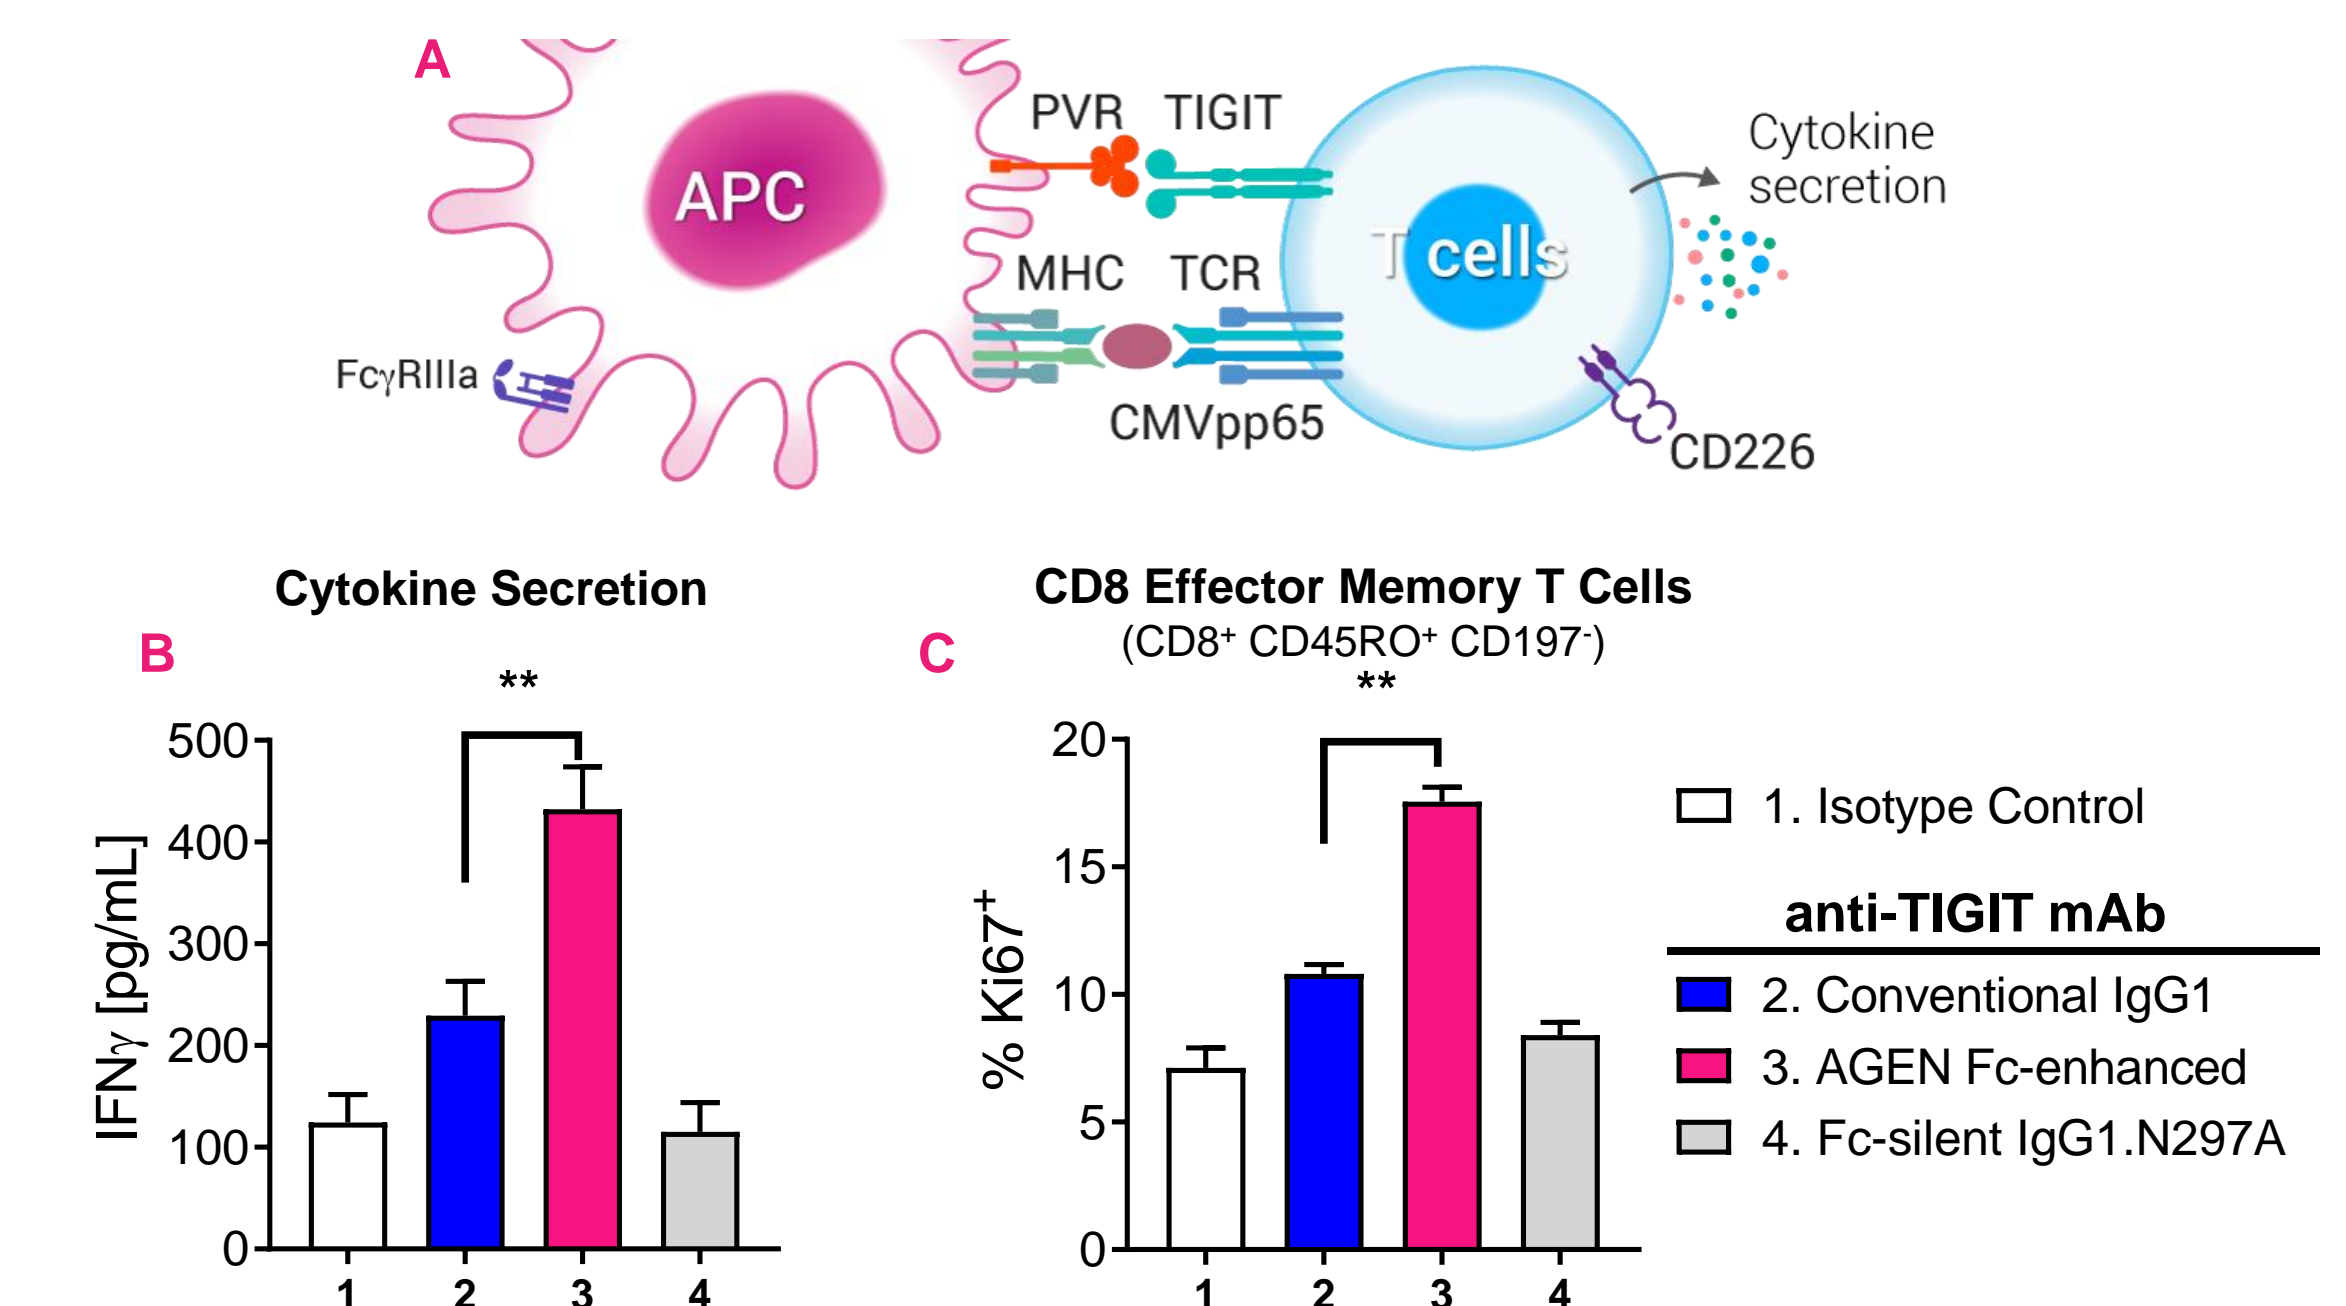 A
PVR TIGIT
APC
Cytokine
secretion
T cells
MHC TCR
FcγRIIIa
CMVpp65
CD226
Cytokine Secretion
B
**
IFNγ [pg/mL]
500
400
300
200
100
0
1 2 3 4
CD8 Effector Memory T Cells
(CD8⁺ CD45RO⁺ CD197⁻)
C
**
% Ki67⁺
20
15
10
5
0
1 2 3 4
1. Isotype Control
anti-TIGIT mAb
2. Conventional IgG1
3. AGEN Fc-enhanced
4. Fc-silent IgG1.N297A